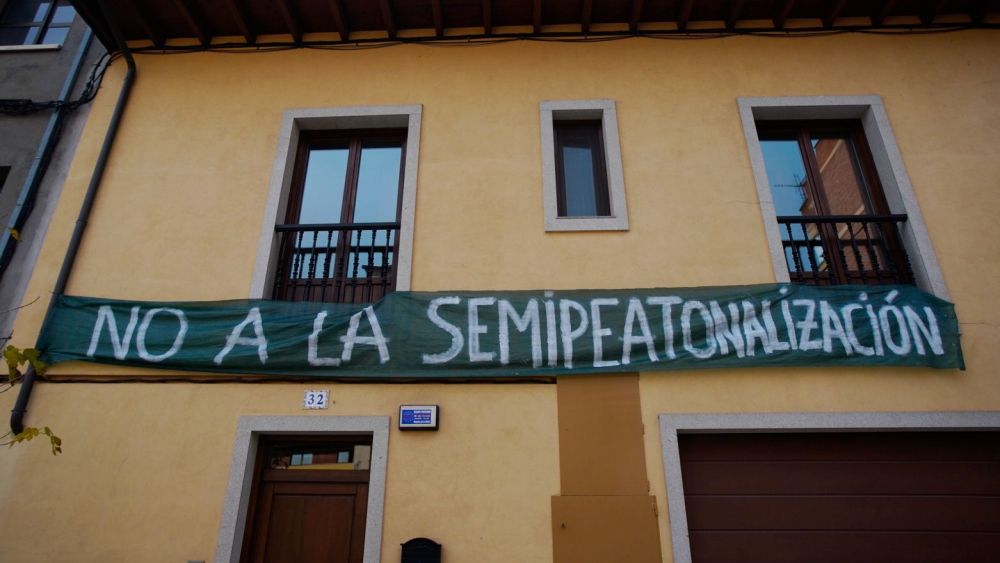 NO A LA SEMIPEATONALIZACIÓN
32